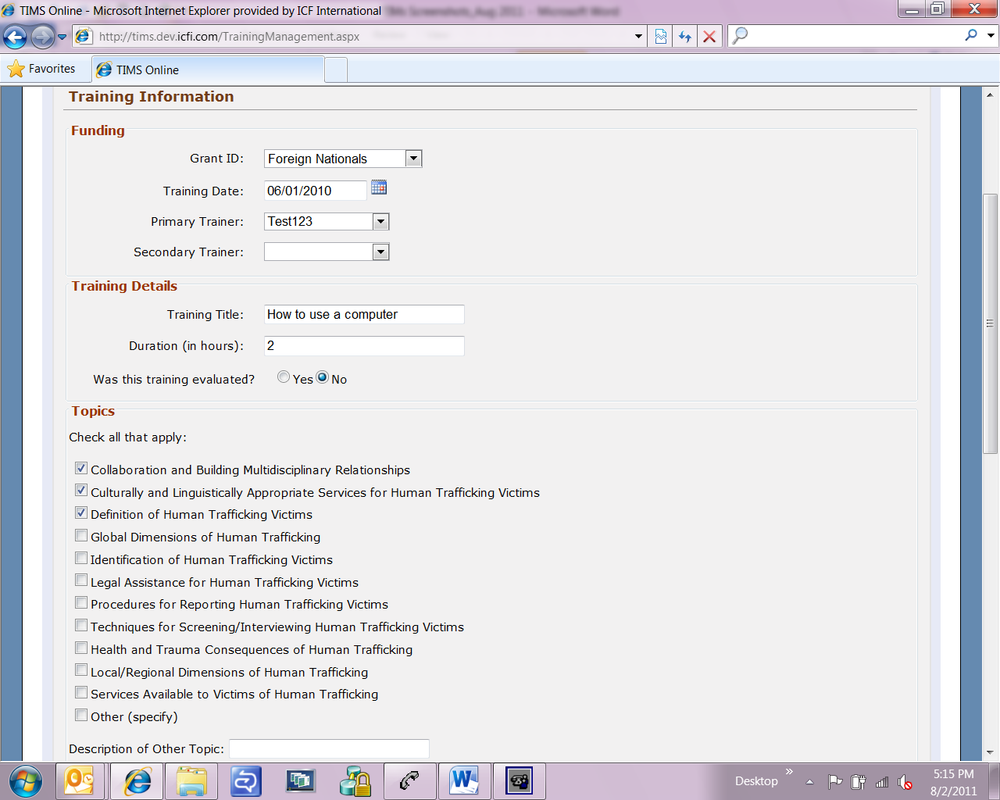 TIMS Online - Microsoft Internet Explorer provided by ICF International
TIMs Screenshots_Aug 2011 - Microsoft Word
http://tims.dev.icfi.com/TrainingManagement.aspx
Favorites
TIMS Online
Training Information
Funding
Grant ID: Foreign Nationals
Training Date: 06/01/2010
Primary Trainer: Test123
Secondary Trainer:
Training Details
Training Title: How to use a computer
Duration (in hours): 2
Was this training evaluated? Yes No
Topics
Check all that apply:
Collaboration and Building Multidisciplinary Relationships
Culturally and Linguistically Appropriate Services for Human Trafficking Victims
Definition of Human Trafficking Victims
Global Dimensions of Human Trafficking
Identification of Human Trafficking Victims
Legal Assistance for Human Trafficking Victims
Procedures for Reporting Human Trafficking Victims
Techniques for Screening/Interviewing Human Trafficking Victims
Health and Trauma Consequences of Human Trafficking
Local/Regional Dimensions of Human Trafficking
Services Available to Victims of Human Trafficking
Other (specify)
Description of Other Topic:
Desktop »
5:15 PM
8/2/2011